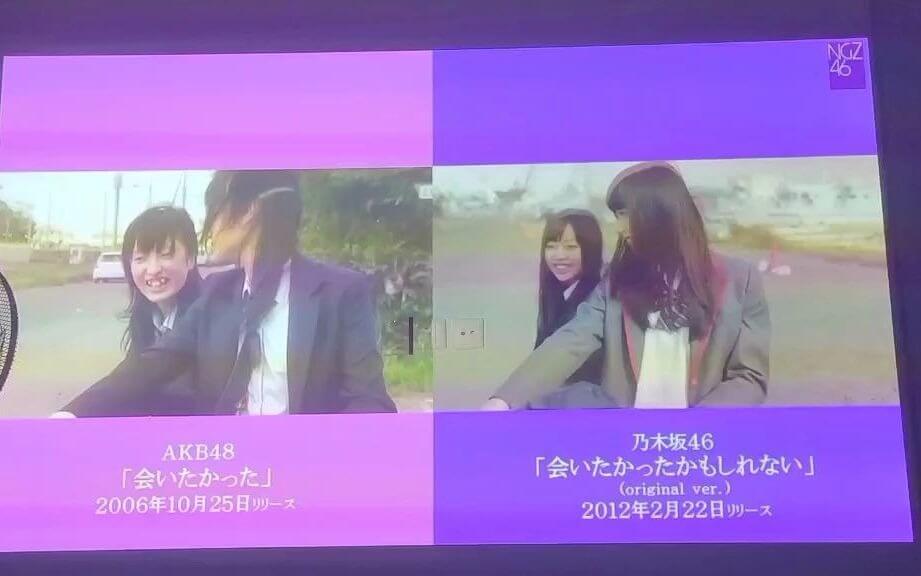 NGZ
46
AKB48
「会いたかった」
2006年10月25日リリース
乃木坂46
「会いたかったかもしれない」
(original ver.)
2012年2月22日リリース